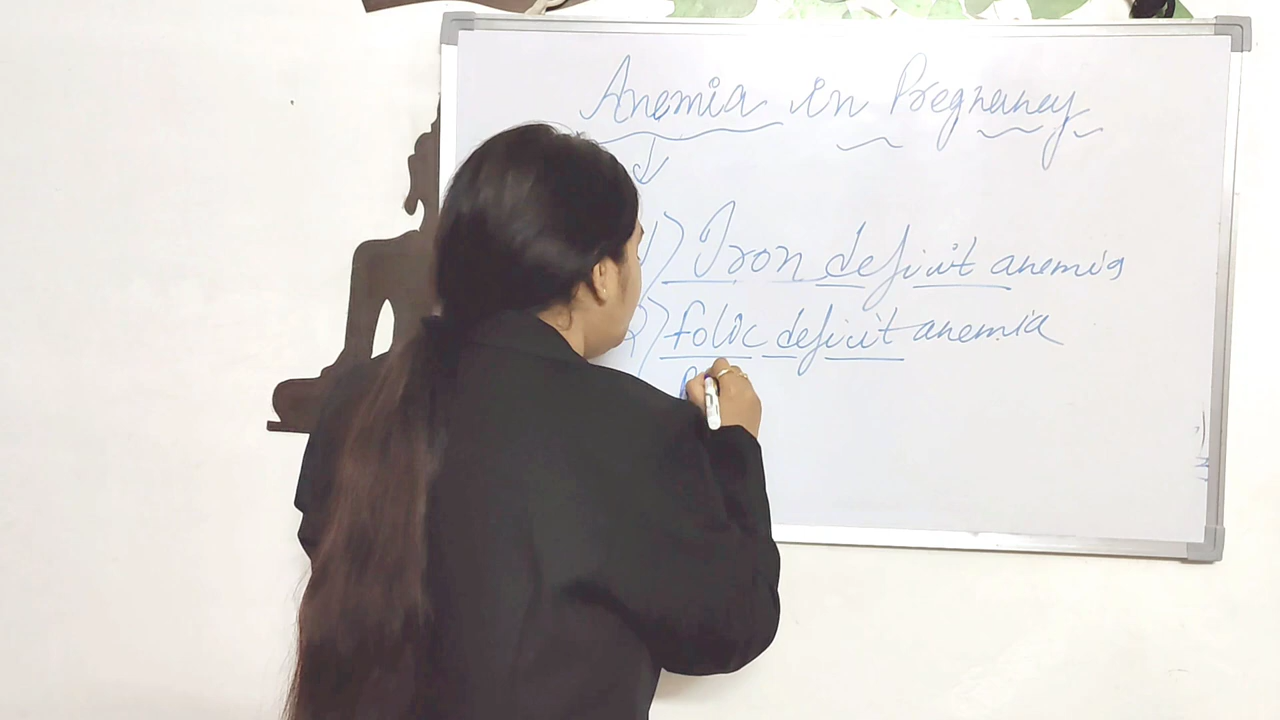 Anemia in Pregnancy
1) Iron deficit anemia
2) folic deficit anemia